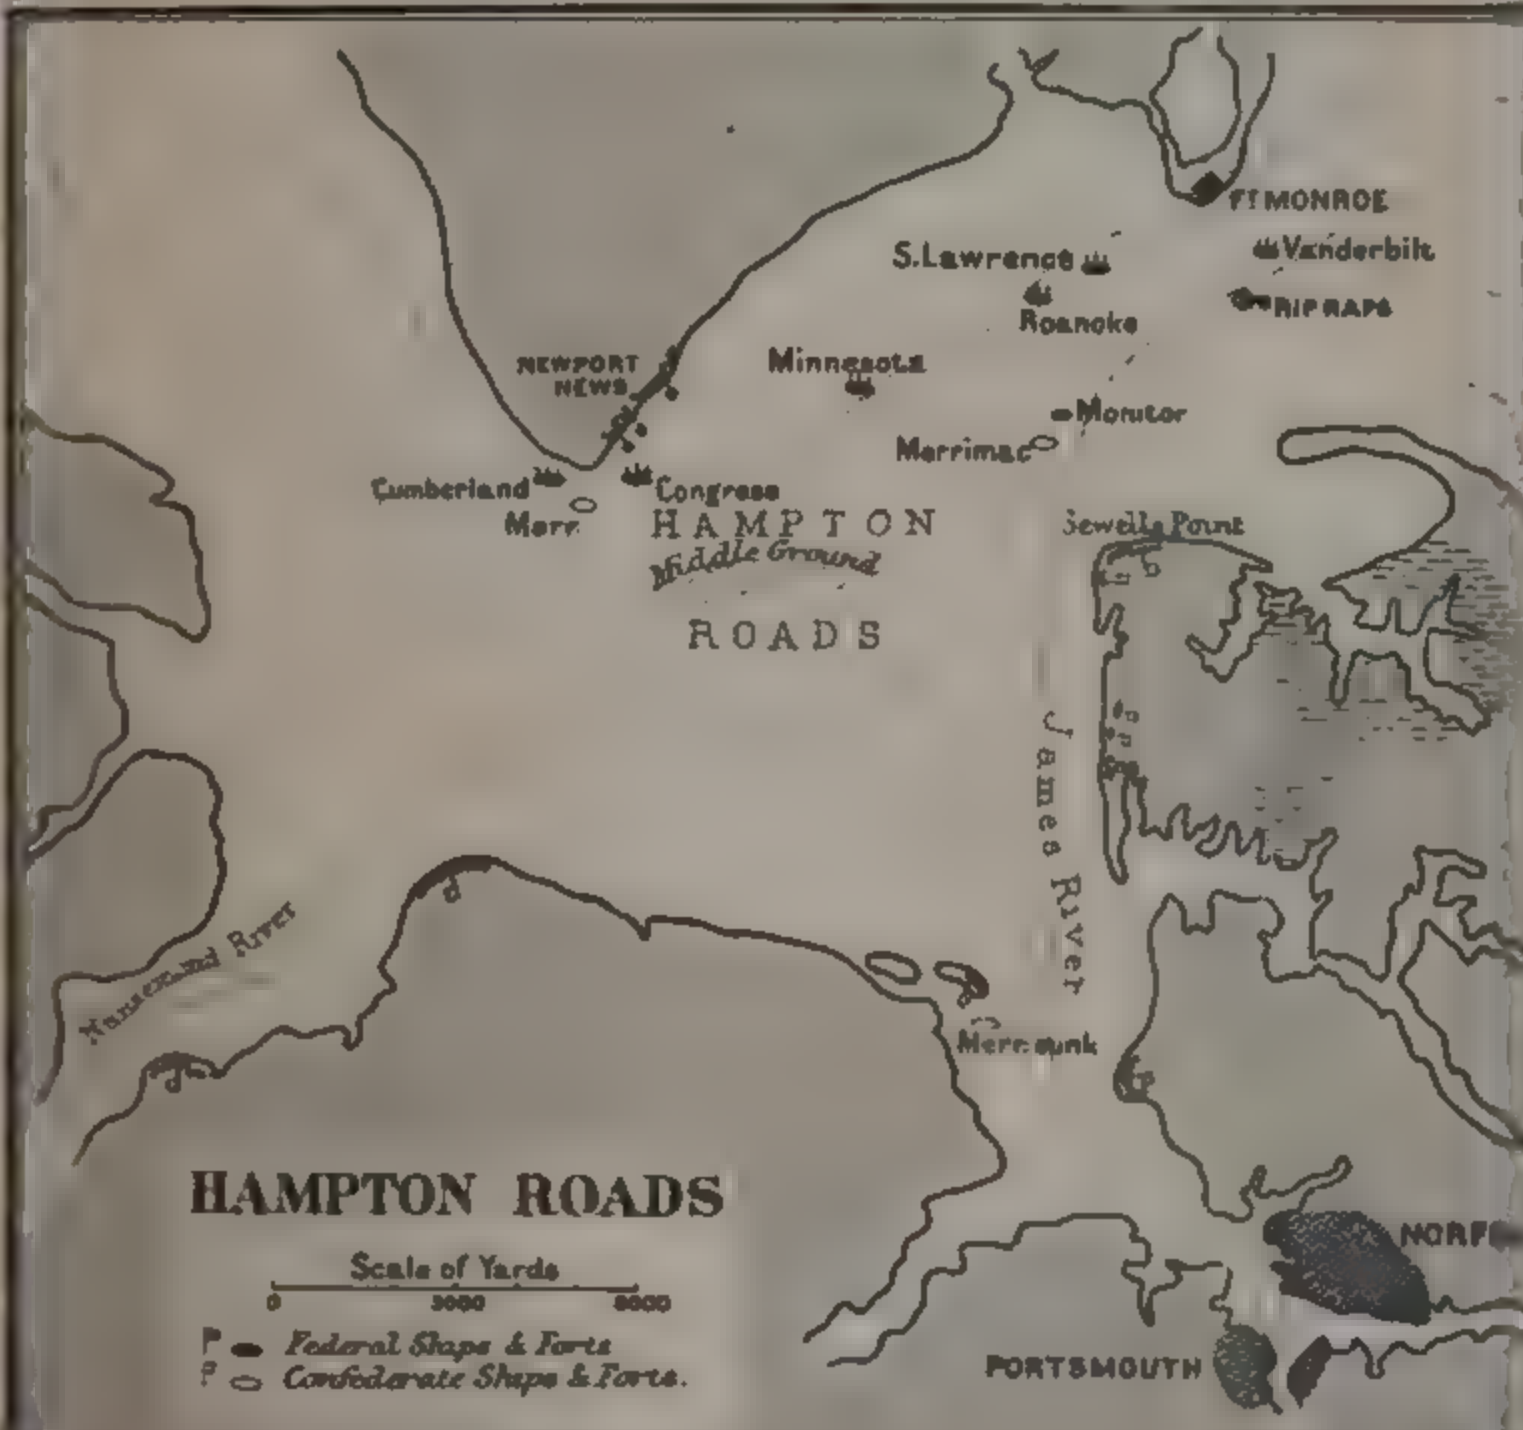 FT MONROE
Vanderbilt
S. Lawrence
RIP RAPS
Roanoke
NEWPORT
NEWS
Minnesota
Monitor
Merrimac
Cumberland
Congress
Merr.
HAMPTON
Middle Ground
ROADS
Sewells Point
James River
Nansemond River
Merr. sunk
HAMPTON ROADS
Scale of Yards
0 3000 6000
Federal Ships & Forts
Confederate Ships & Forts.
NORF
PORTSMOUTH